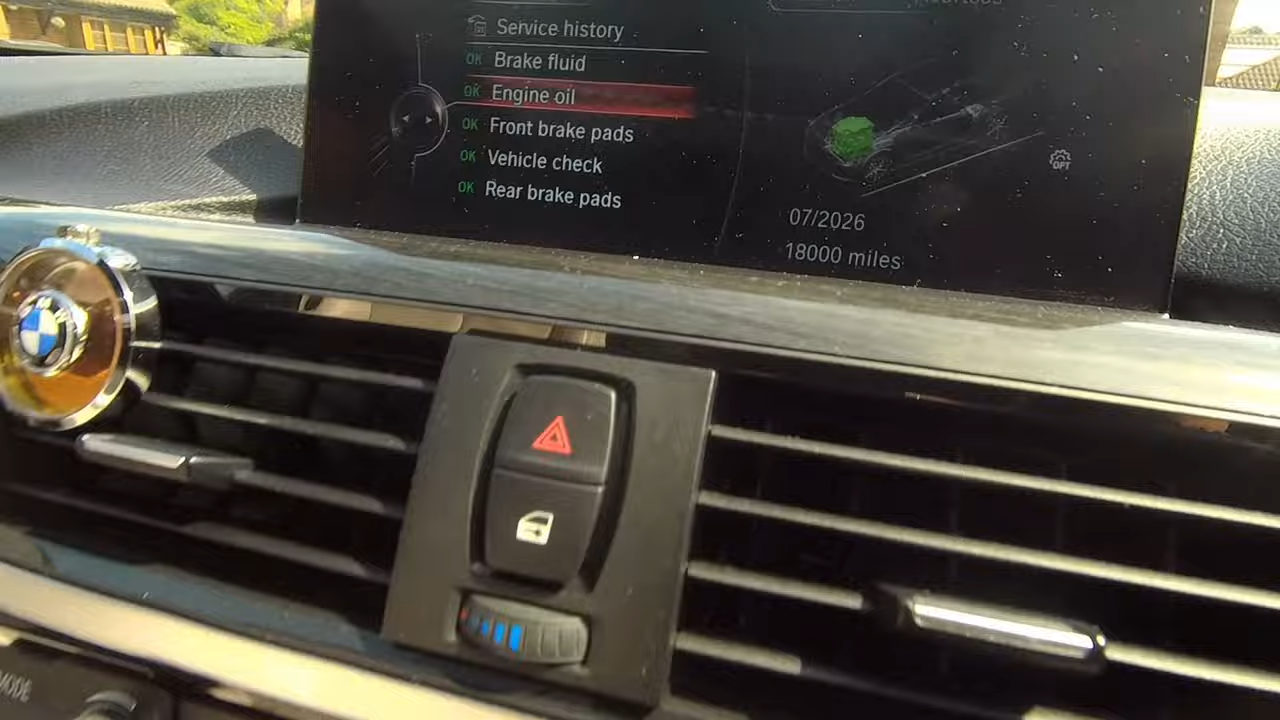 Service history
OK Brake fluid
OK Engine oil
OK Front brake pads
OK Vehicle check
OK Rear brake pads
OPT
07/2026
18000 miles
MODE